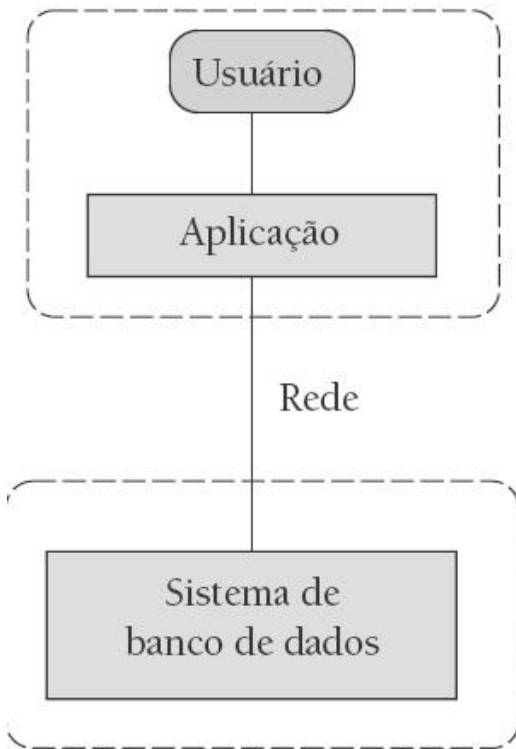 Usuário
Aplicação
Rede
Sistema de
banco de dados